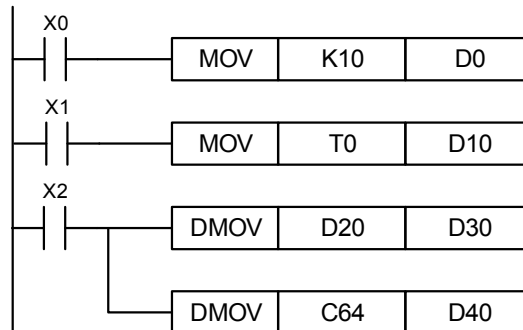 X0
MOV K10 D0
X1
MOV T0 D10
X2
DMOV D20 D30
DMOV C64 D40